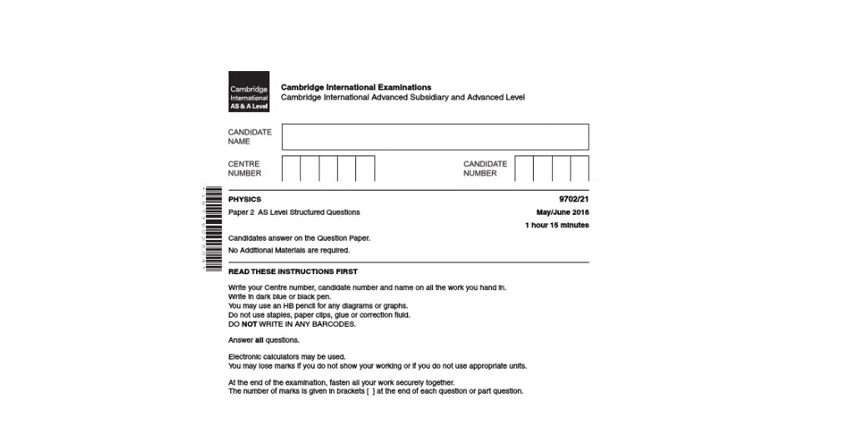 Cambridge
International
AS & A Level
Cambridge International Examinations
Cambridge International Advanced Subsidiary and Advanced Level
CANDIDATE
NAME
CENTRE
NUMBER
CANDIDATE
NUMBER
PHYSICS 9702/21
Paper 2 AS Level Structured Questions May/June 2016
1 hour 15 minutes
Candidates answer on the Question Paper.
No Additional Materials are required.
READ THESE INSTRUCTIONS FIRST
Write your Centre number, candidate number and name on all the work you hand in.
Write in dark blue or black pen.
You may use an HB pencil for any diagrams or graphs.
Do not use staples, paper clips, glue or correction fluid.
DO NOT WRITE IN ANY BARCODES.
Answer all questions.
Electronic calculators may be used.
You may lose marks if you do not show your working or if you do not use appropriate units.
At the end of the examination, fasten all your work securely together.
The number of marks is given in brackets [ ] at the end of each question or part question.